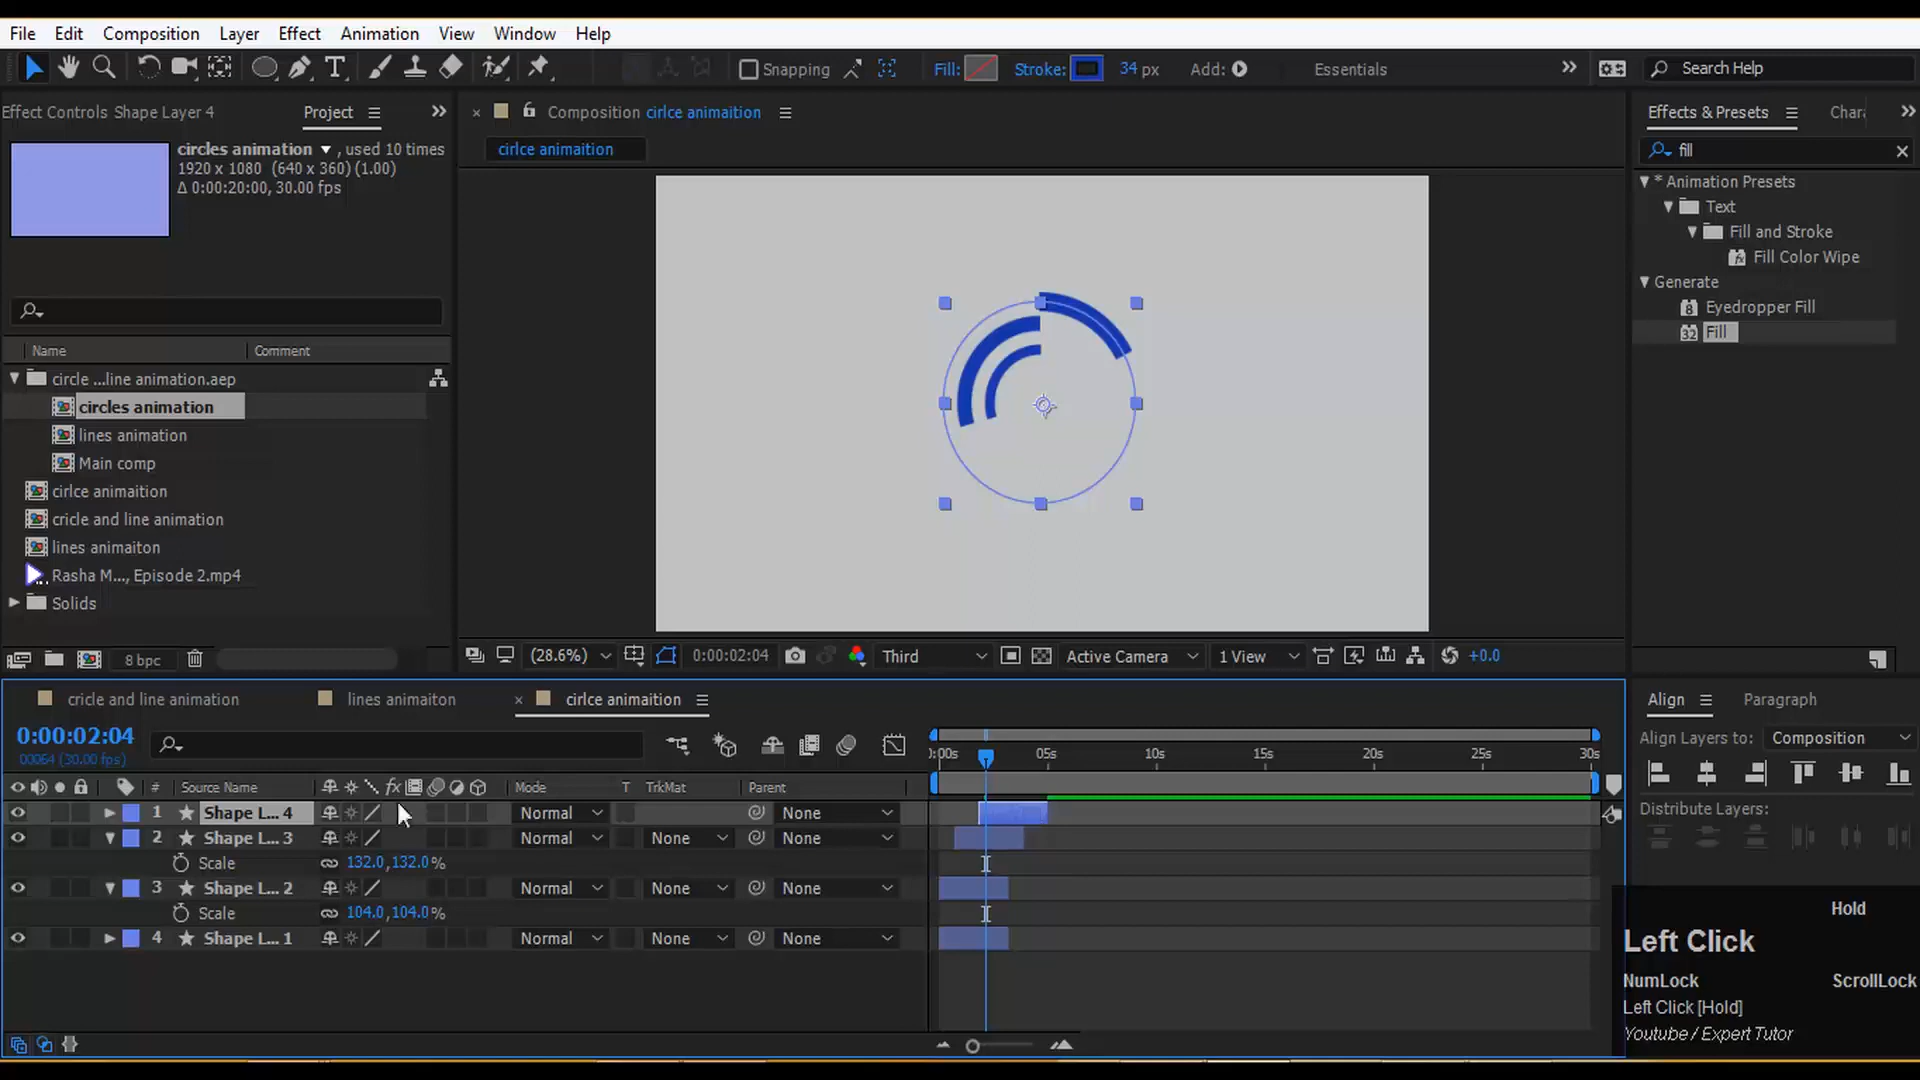 File Edit Composition Layer Effect Animation View Window Help
Snapping Fill: Stroke: 34 px Add: Essentials Search Help
Effect Controls Shape Layer 4 Project
Composition cirlce animaition
Effects & Presets Chara
circles animation , used 10 times
1920 x 1080 (640 x 360) (1.00)
Δ 0:00:20:00, 30.00 fps
cirlce animaition
fill
* Animation Presets
Text
Fill and Stroke
Fill Color Wipe
Generate
Eyedropper Fill
Fill
Name Comment
circle ...line animation.aep
circles animation
lines animation
Main comp
cirlce animaition
cricle and line animation
lines animaiton
Rasha M..., Episode 2.mp4
Solids
8 bpc
(28.6%) 0:00:02:04 Third Active Camera 1 View +0.0
cricle and line animation lines animaiton cirlce animaition
Align Paragraph
0:00:02:04
00064 (30.00 fps)
Align Layers to: Composition
):00s 05s 10s 15s 20s 25s 30s
# Source Name Mode T TrkMat Parent
1 Shape L... 4 Normal None
2 Shape L... 3 Normal None None
Scale 132.0,132.0%
3 Shape L... 2 Normal None None
Scale 104.0,104.0%
4 Shape L... 1 Normal None None
Distribute Layers:
Hold
Left Click
NumLock ScrollLock
Left Click [Hold]
Youtube / Expert Tutor